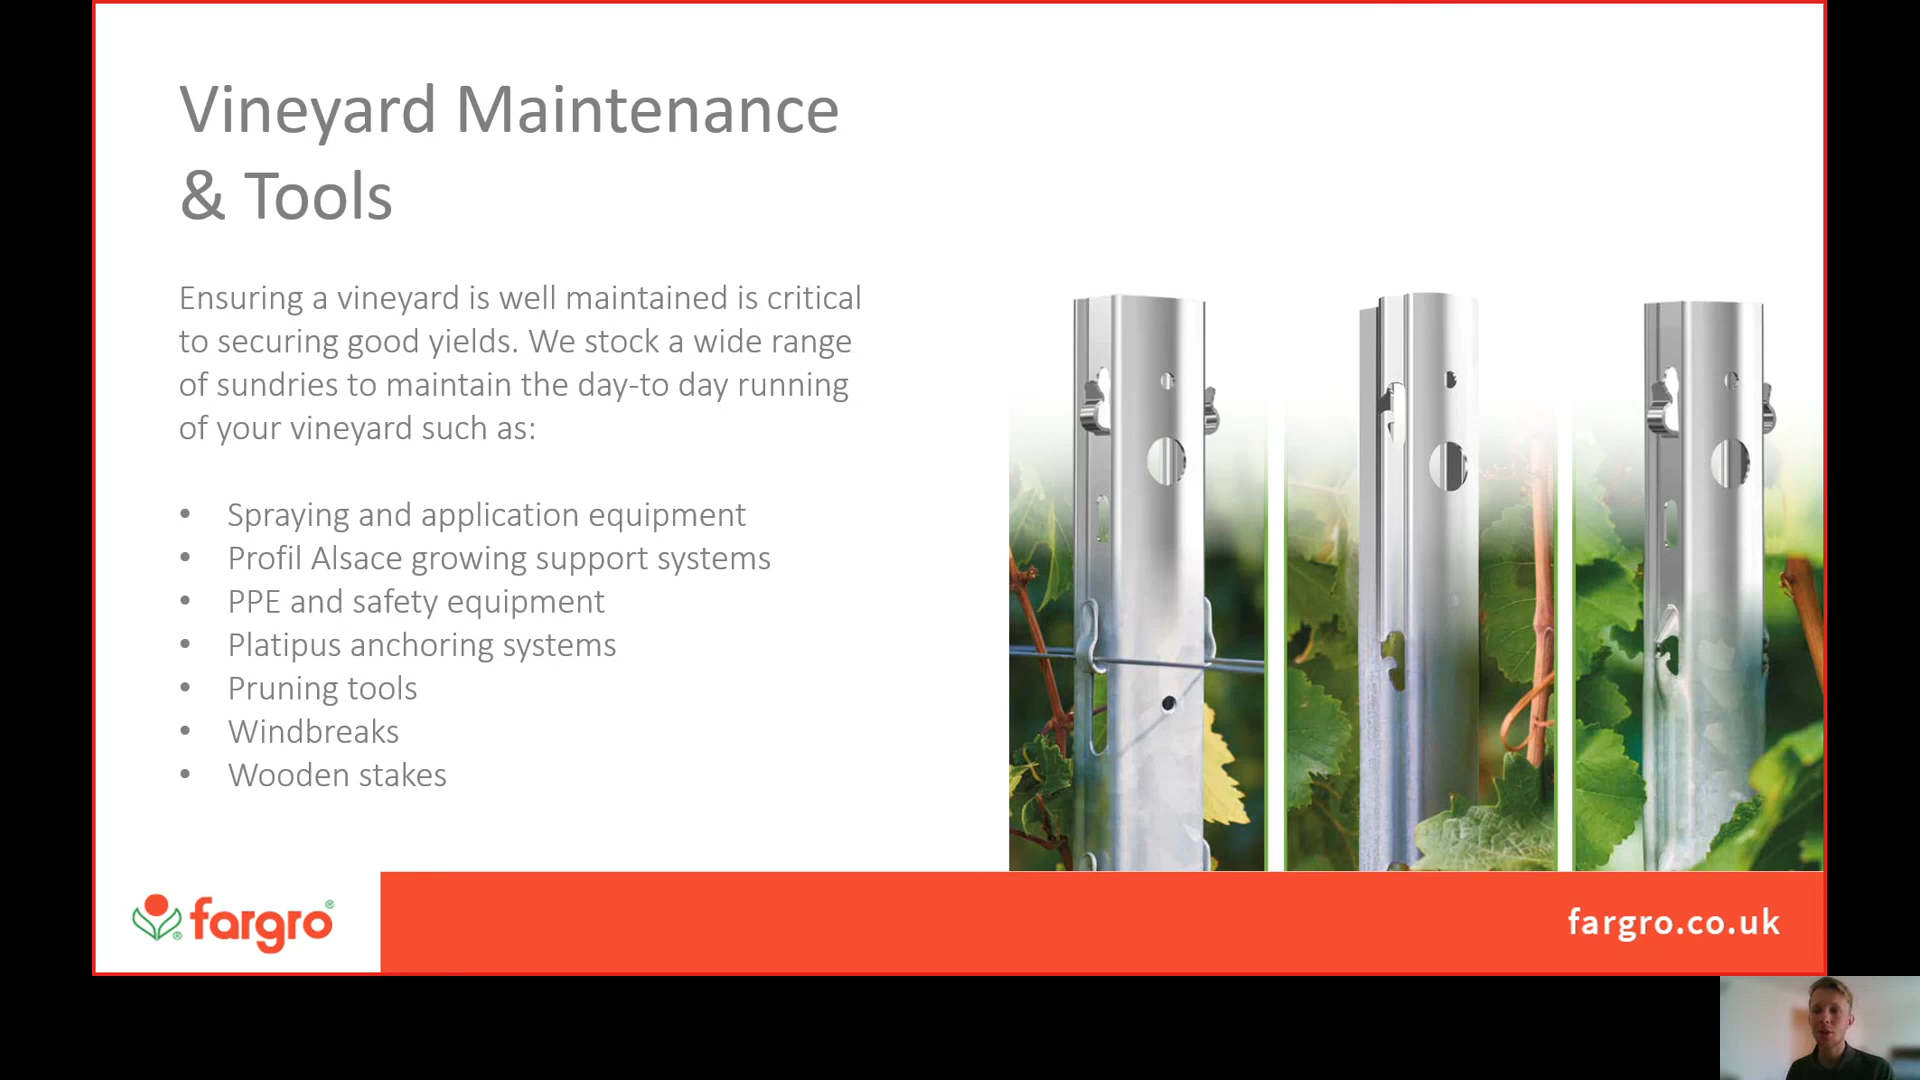 Vineyard Maintenance
& Tools
Ensuring a vineyard is well maintained is critical
to securing good yields. We stock a wide range
of sundries to maintain the day-to day running
of your vineyard such as:
• Spraying and application equipment
• Profil Alsace growing support systems
• PPE and safety equipment
• Platipus anchoring systems
• Pruning tools
• Windbreaks
• Wooden stakes
fargro®
fargro.co.uk